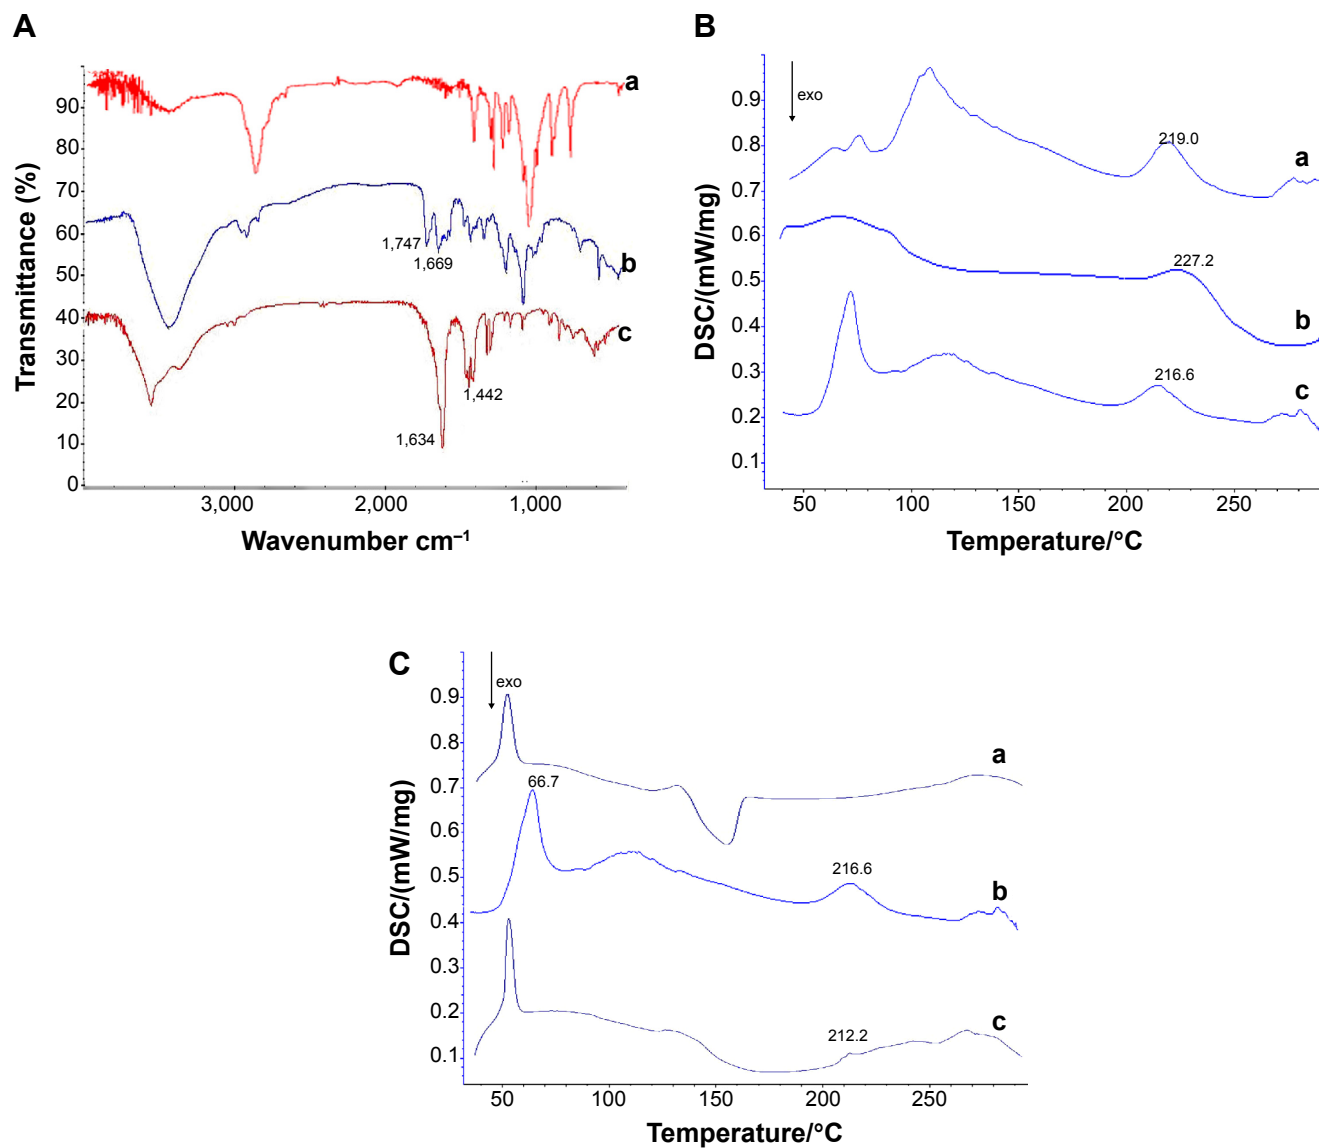 A
B
90
80
70
60
50
40
30
20
10
0
Transmittance (%)
a
b
c
1,747
1,669
1,634
1,442
3,000
2,000
1,000
Wavenumber cm⁻¹
exo
0.9
0.8
0.7
0.6
0.5
0.4
0.3
0.2
0.1
DSC/(mW/mg)
219.0
a
227.2
b
216.6
c
50
100
150
200
250
Temperature/°C
C
exo
0.9
0.8
0.7
0.6
0.5
0.4
0.3
0.2
0.1
DSC/(mW/mg)
a
66.7
216.6
b
212.2
c
50
100
150
200
250
Temperature/°C